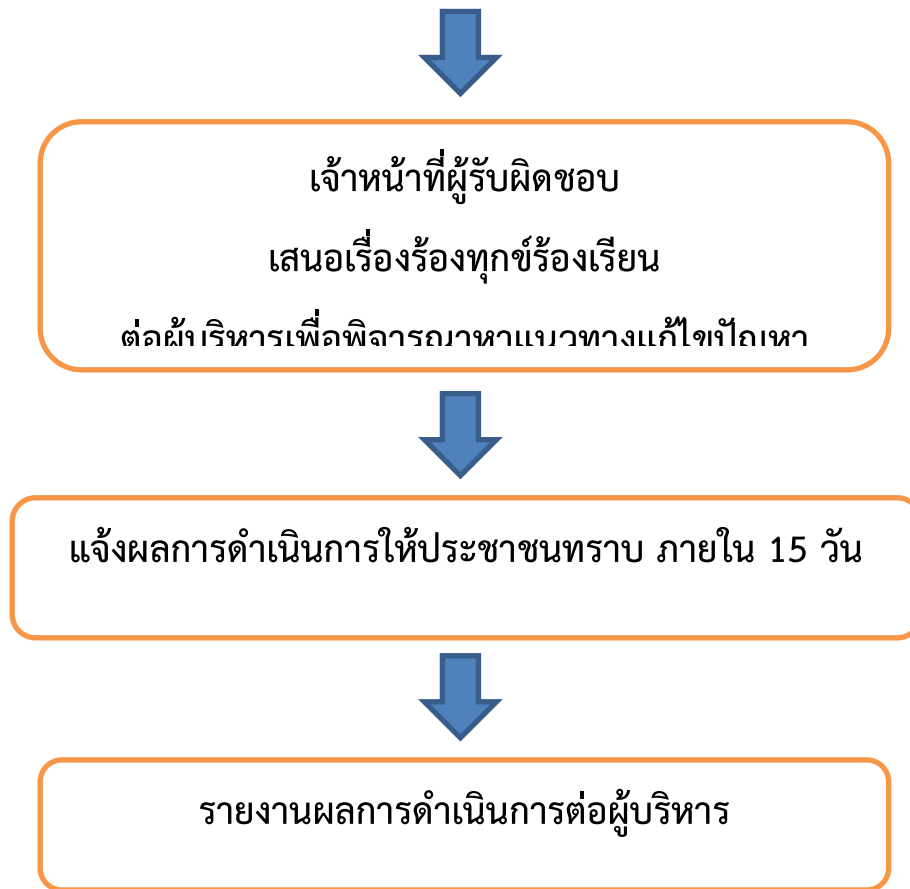 เจ้าหน้าที่ผู้รับผิดชอบ
เสนอเรื่องร้องทุกข์ร้องเรียน
ต่อผู้บริหารเพื่อพิจารณาหาแนวทางแก้ไขปัญหา
แจ้งผลการดำเนินการให้ประชาชนทราบ ภายใน 15 วัน
รายงานผลการดำเนินการต่อผู้บริหาร